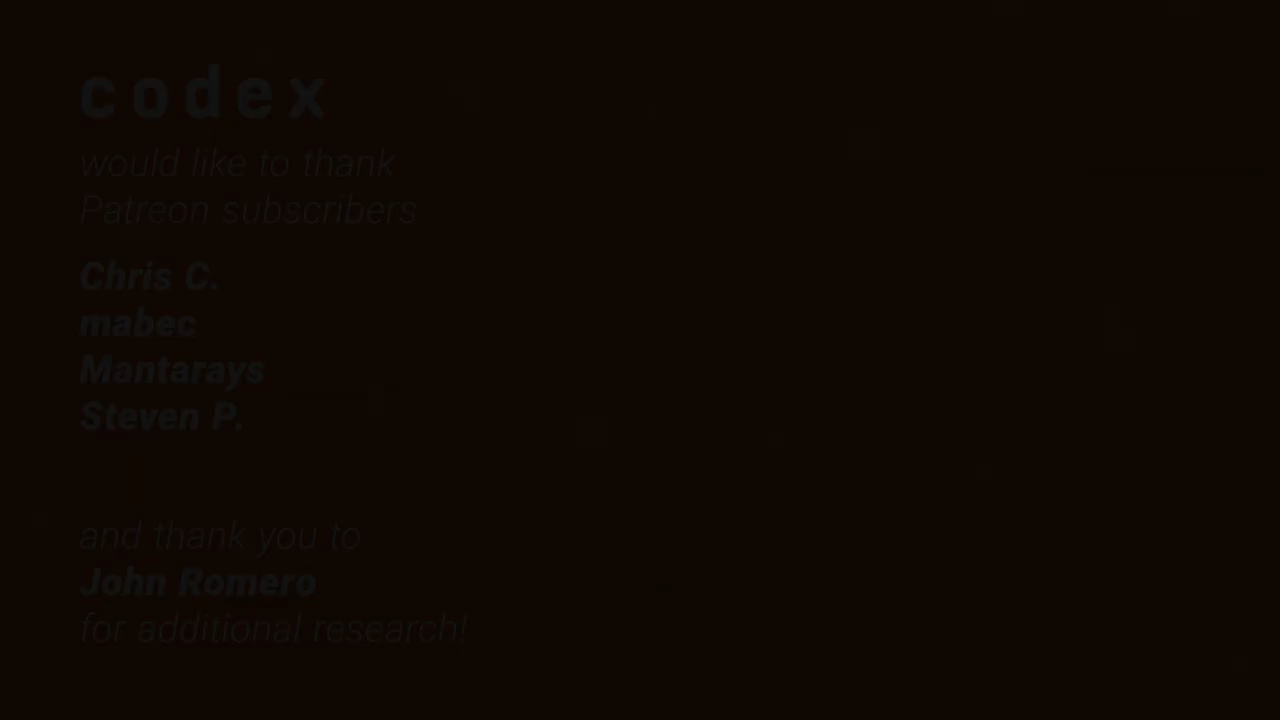 codex
would like to thank
Patreon subscribers
Chris C.
mabec
Mantarays
Steven P.
and thank you to
John Romero
for additional research!